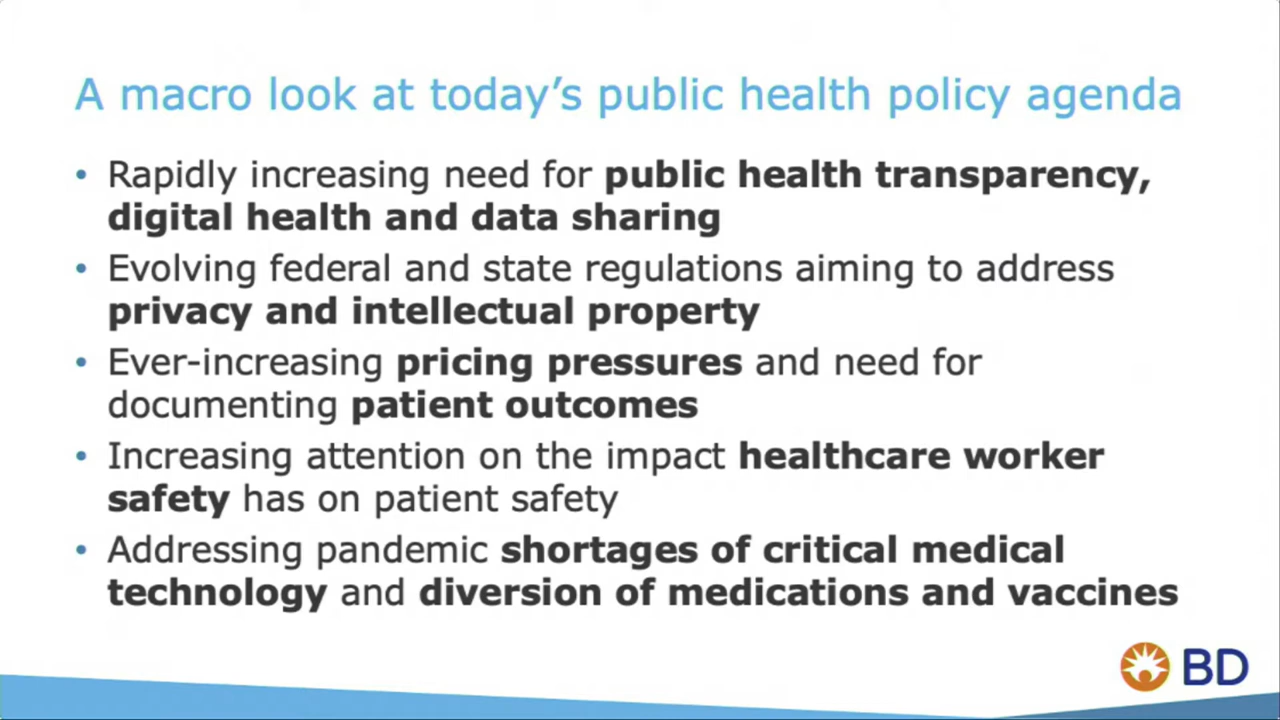 A macro look at today’s public health policy agenda
• Rapidly increasing need for public health transparency,
digital health and data sharing
• Evolving federal and state regulations aiming to address
privacy and intellectual property
• Ever-increasing pricing pressures and need for
documenting patient outcomes
• Increasing attention on the impact healthcare worker
safety has on patient safety
• Addressing pandemic shortages of critical medical
technology and diversion of medications and vaccines
BD